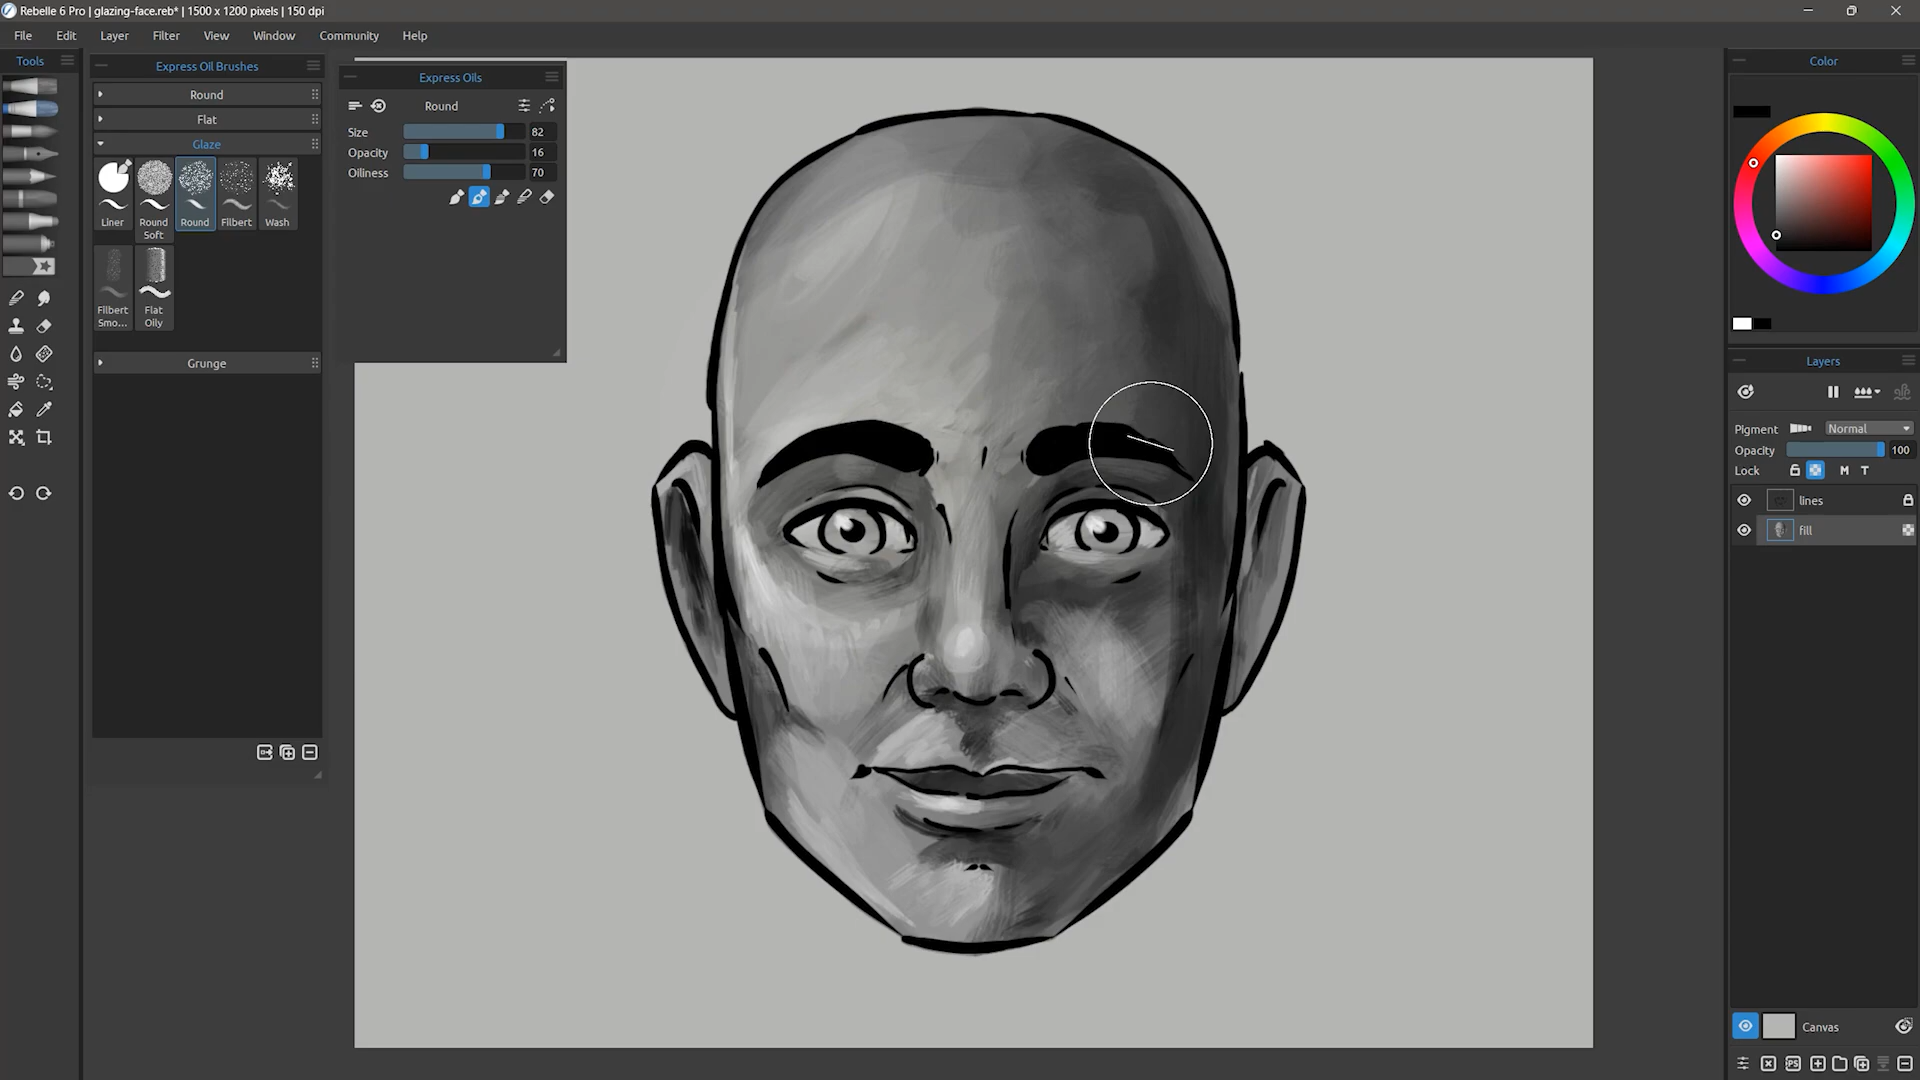 Rebelle 6 Pro | glazing-face.reb* | 1500 x 1200 pixels | 150 dpi
File Edit Layer Filter View Window Community Help
Tools
Express Oil Brushes
Round
Flat
Glaze
Liner
Round Soft
Round
Filbert
Wash
Filbert Smo...
Flat Oily
Grunge
Express Oils
Round
Size 82
Opacity 16
Oiliness 70
Color
Layers
Pigment Normal
Opacity 100
Lock M T
lines
fill
Canvas
PS